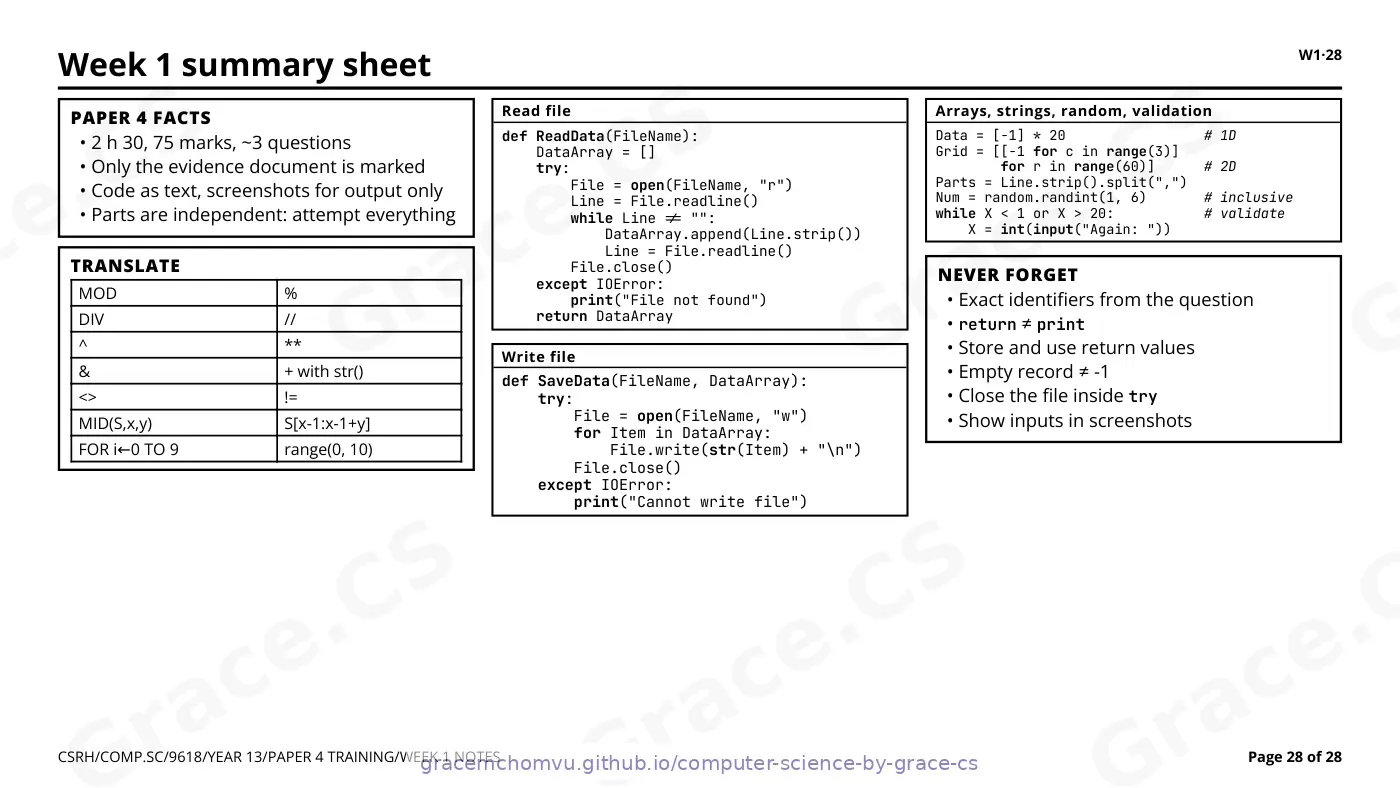 Week 1 summary sheet
W1·28
PAPER 4 FACTS
• 2 h 30, 75 marks, ~3 questions
• Only the evidence document is marked
• Code as text, screenshots for output only
• Parts are independent: attempt everything
TRANSLATE
MOD %
DIV //
^ **
& + with str()
<> !=
MID(S,x,y) S[x-1:x-1+y]
FOR i←0 TO 9 range(0, 10)
Read file
def ReadData(FileName):
    DataArray = []
    try:
        File = open(FileName, "r")
        Line = File.readline()
        while Line ≠ "":
            DataArray.append(Line.strip())
            Line = File.readline()
        File.close()
    except IOError:
        print("File not found")
    return DataArray
Write file
def SaveData(FileName, DataArray):
    try:
        File = open(FileName, "w")
        for Item in DataArray:
            File.write(str(Item) + "\n")
        File.close()
    except IOError:
        print("Cannot write file")
Arrays, strings, random, validation
Data = [-1] * 20 # 1D
Grid = [[-1 for c in range(3)]
        for r in range(60)] # 2D
Parts = Line.strip().split(",")
Num = random.randint(1, 6) # inclusive
while X < 1 or X > 20: # validate
    X = int(input("Again: "))
NEVER FORGET
• Exact identifiers from the question
• return ≠ print
• Store and use return values
• Empty record ≠ -1
• Close the file inside try
• Show inputs in screenshots
CSRH/COMP.SC/9618/YEAR 13/PAPER 4 TRAINING/WEEK 1 NOTES
gracemchomvu.github.io/computer-science-by-grace-cs
Page 28 of 28
Grace.CS
Grace.CS
Grace.CS